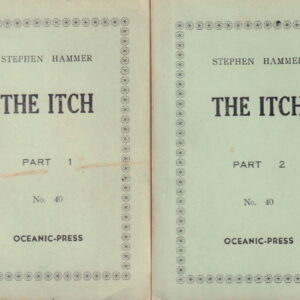 STEPHEN HAMMER
THE ITCH
PART 1
No. 40
OCEANIC-PRESS
STEPHEN HAMMER
THE ITCH
PART 2
No. 40
OCEANIC-PRESS